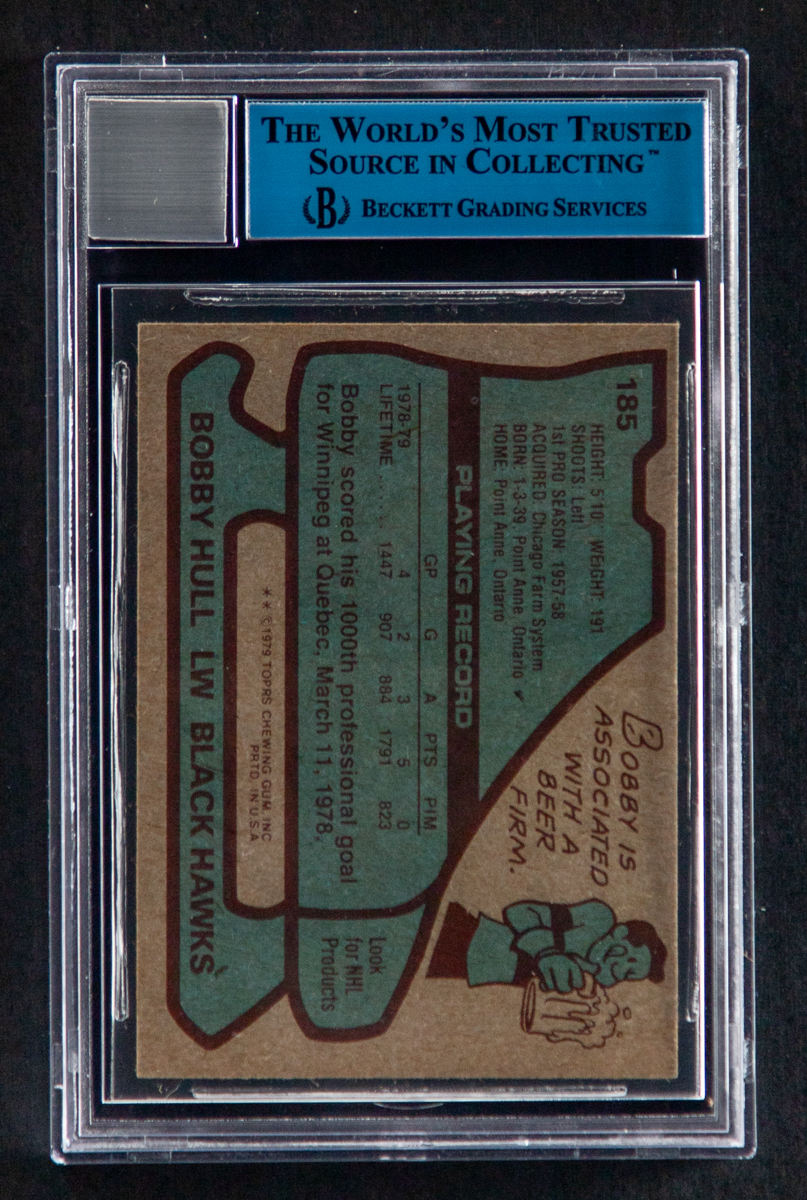 THE WORLD'S MOST TRUSTED
SOURCE IN COLLECTING™
B BECKETT GRADING SERVICES
185
HEIGHT: 5'10" WEIGHT: 191
SHOOTS: Left
1st PRO SEASON: 1957-58
ACQUIRED: Chicago Farm System
BORN: 1-3-39, Point Anne, Ontario
HOME: Point Anne, Ontario
BOBBY IS
ASSOCIATED
WITH A
BEER
FIRM.
PLAYING RECORD
GP G A PTS PIM
1978-79 4 2 3 5 0
LIFETIME...... 1447 907 884 1791 823
Bobby scored his 1000th professional goal
for Winnipeg at Quebec, March 11, 1978.
Look
for NHL
Products
** © 1979 TOPPS CHEWING GUM, INC.
PRTD. IN U.S.A.
BOBBY HULL LW BLACK HAWKS